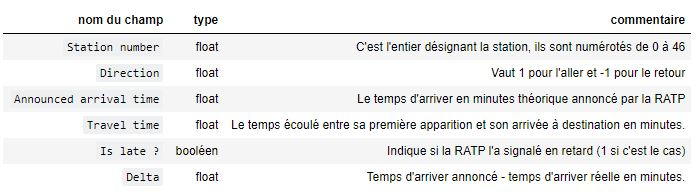 nom du champ type commentaire
Station number float C'est l'entier désignant la station, ils sont numérotés de 0 à 46
Direction float Vaut 1 pour l'aller et -1 pour le retour
Announced arrival time float Le temps d'arriver en minutes théorique annoncé par la RATP
Travel time float Le temps écoulé entre sa première apparition et son arrivée à destination en minutes.
Is late ? booléen Indique si la RATP l'a signalé en retard (1 si c'est le cas)
Delta float Temps d'arriver annoncé - temps d'arriver réelle en minutes.